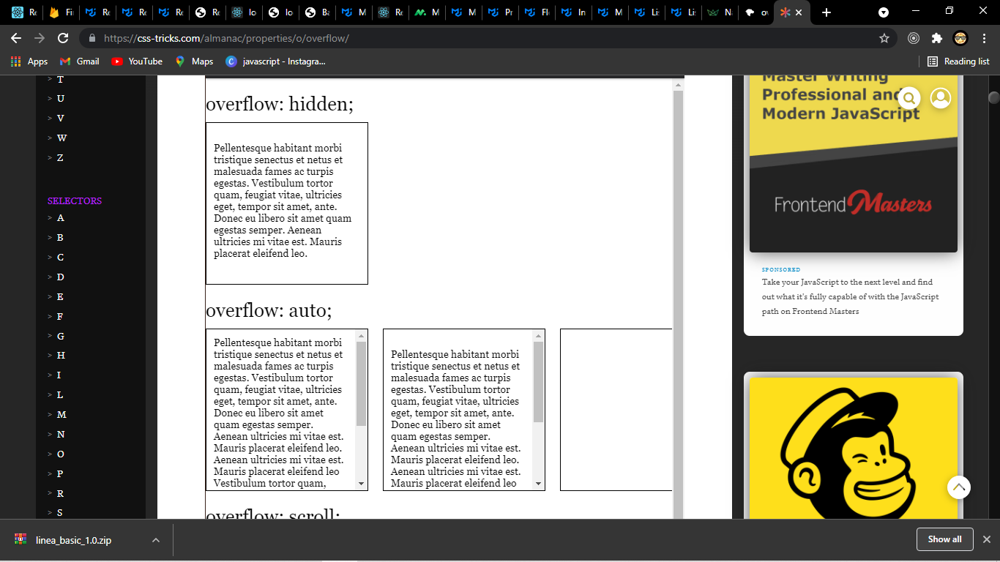 Re
Fi
Re
Re
Re
Re
Io
Io
Ba
M
Re
M
M
Pr
Fl
In
M
Li
Li
N
o
https://css-tricks.com/almanac/properties/o/overflow/
Apps
Gmail
YouTube
Maps
C
javascript - Instagra...
Reading list
> T
> U
> V
> W
> Z
SELECTORS
> A
> B
> C
> D
> E
> F
> G
> H
> I
> L
> M
> N
> O
> P
> R
> S
overflow: hidden;
Pellentesque habitant morbi
tristique senectus et netus et
malesuada fames ac turpis
egestas. Vestibulum tortor
quam, feugiat vitae, ultricies
eget, tempor sit amet, ante.
Donec eu libero sit amet quam
egestas semper. Aenean
ultricies mi vitae est. Mauris
placerat eleifend leo.
overflow: auto;
Pellentesque habitant morbi
tristique senectus et netus et
malesuada fames ac turpis
egestas. Vestibulum tortor
quam, feugiat vitae, ultricies
eget, tempor sit amet, ante.
Donec eu libero sit amet
quam egestas semper.
Aenean ultricies mi vitae est.
Mauris placerat eleifend leo.
Aenean ultricies mi vitae est.
Mauris placerat eleifend leo
Vestibulum tortor quam,
Pellentesque habitant morbi
tristique senectus et netus et
malesuada fames ac turpis
egestas. Vestibulum tortor
quam, feugiat vitae, ultricies
eget, tempor sit amet, ante.
Donec eu libero sit amet
quam egestas semper.
Aenean ultricies mi vitae est.
Mauris placerat eleifend leo.
Aenean ultricies mi vitae est.
Mauris placerat eleifend leo
overflow: scroll;
Master Writing
Professional and
Modern JavaScript
Frontend Masters
SPONSORED
Take your JavaScript to the next level and find
out what it's fully capable of with the JavaScript
path on Frontend Masters
linea_basic_1.0.zip
Show all